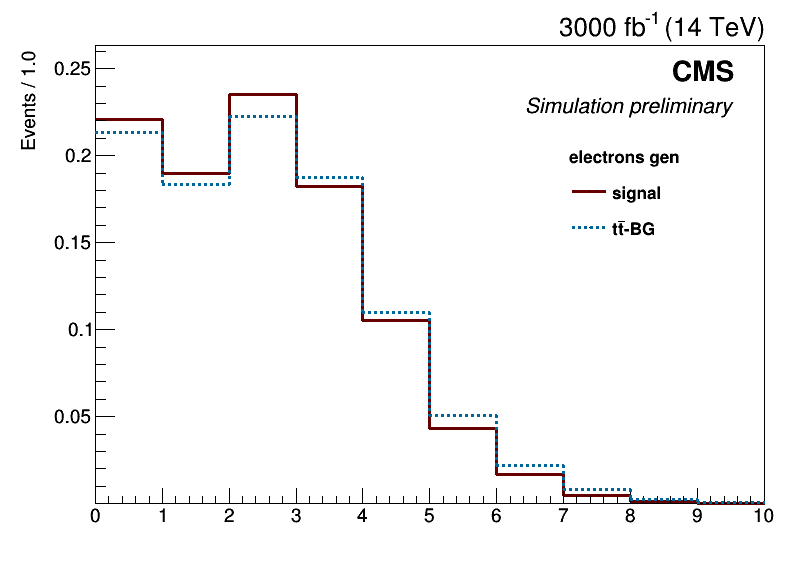 3000 fb⁻¹ (14 TeV)
Events / 1.0
CMS
Simulation preliminary
electrons gen
signal
tt̄-BG
0.25
0.2
0.15
0.1
0.05
0 1 2 3 4 5 6 7 8 9 10